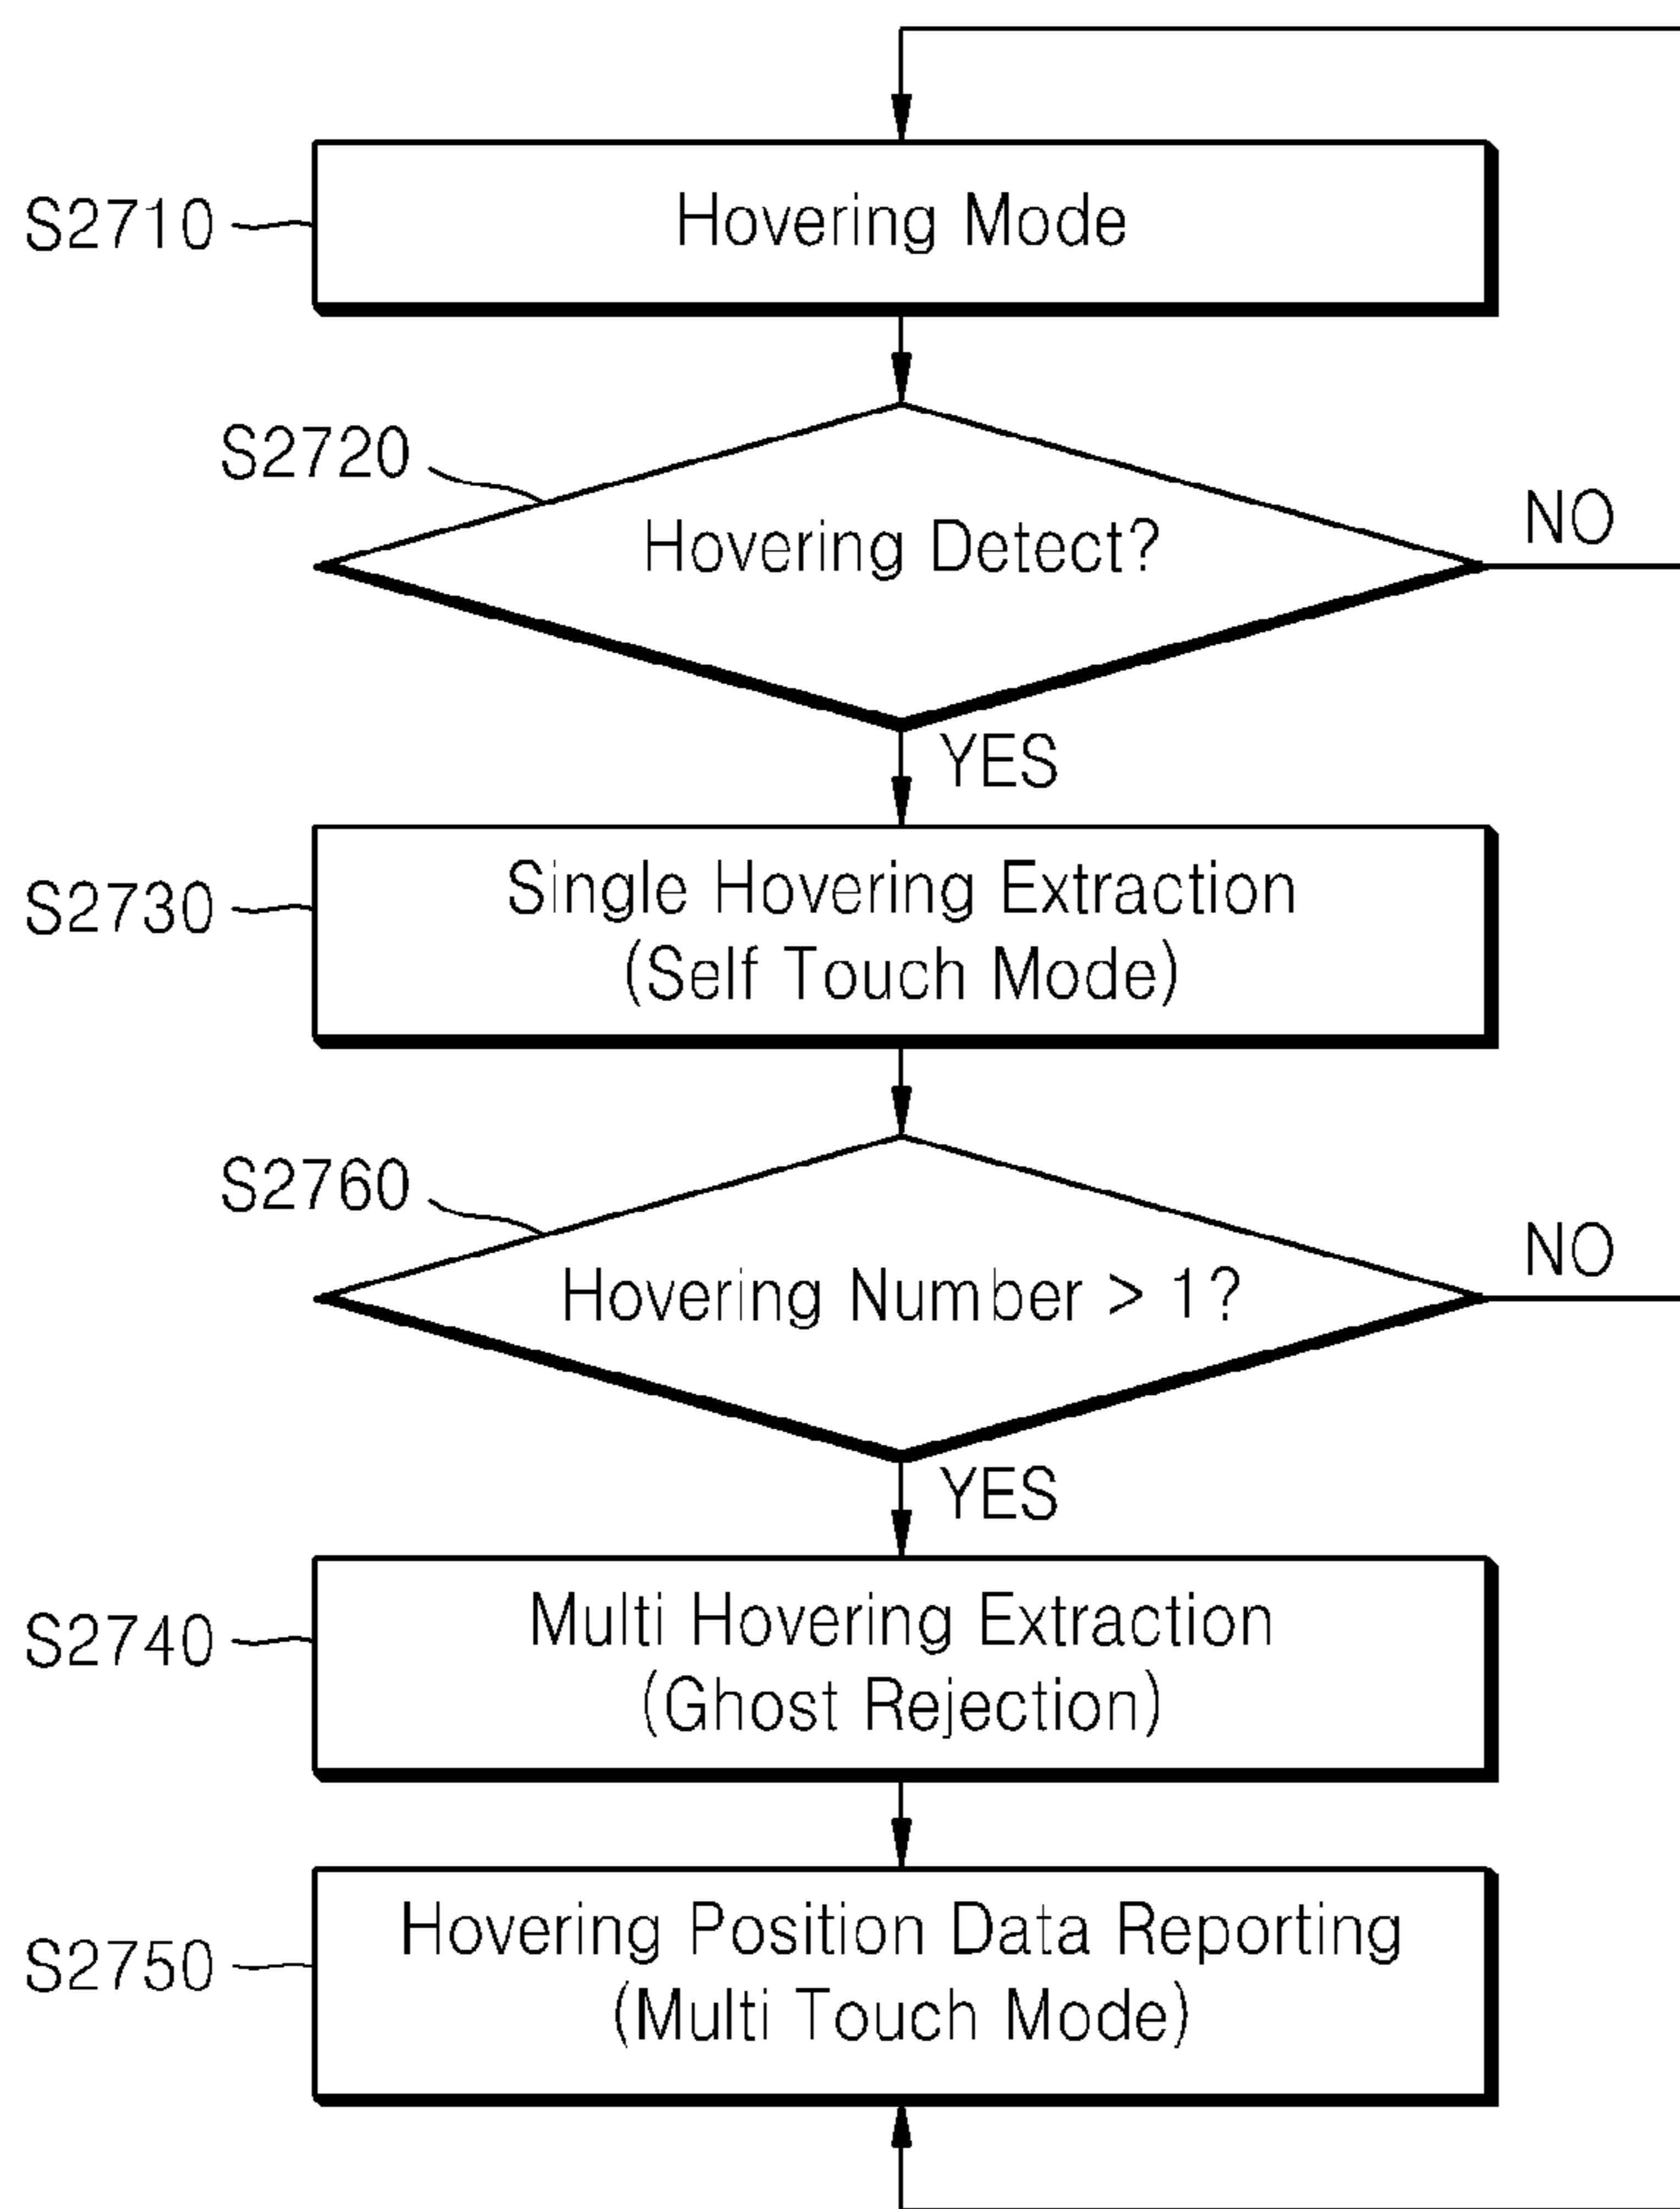 S2710
Hovering Mode
S2720
Hovering Detect?
NO
YES
S2730
Single Hovering Extraction
(Self Touch Mode)
S2760
Hovering Number > 1?
NO
YES
S2740
Multi Hovering Extraction
(Ghost Rejection)
S2750
Hovering Position Data Reporting
(Multi Touch Mode)